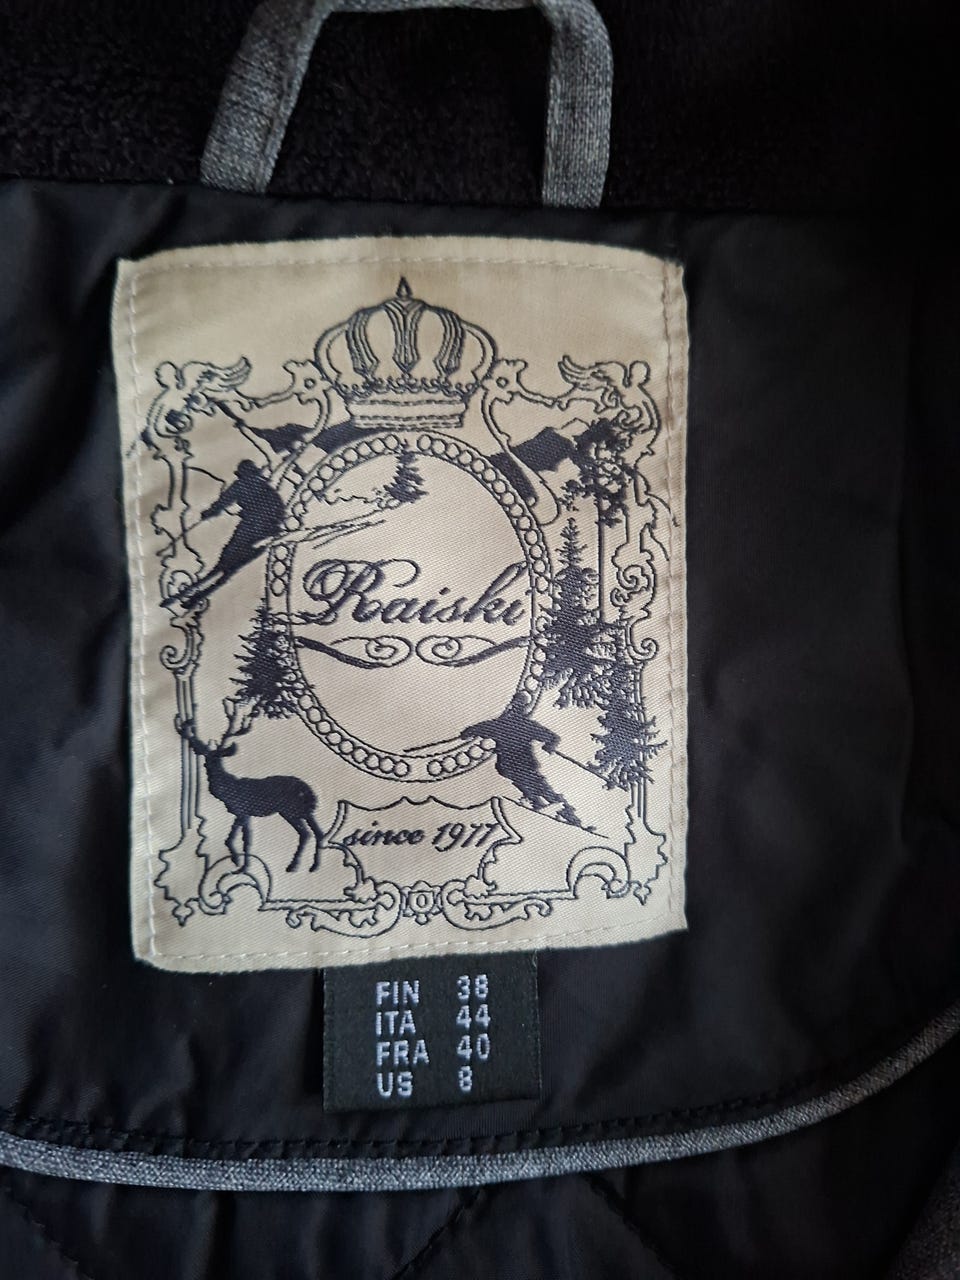 Raiski
since 1977
FIN 38
ITA 44
FRA 40
US 8